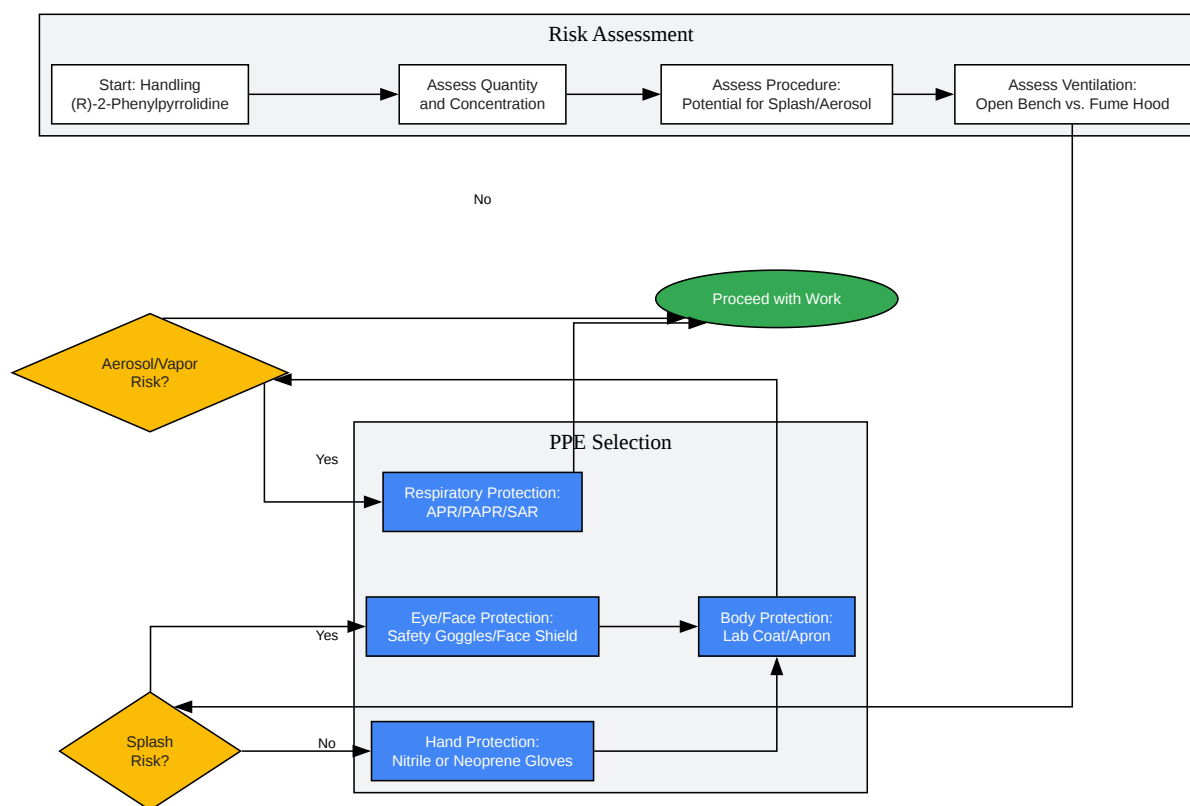 Risk Assessment
Start: Handling
(R)-2-Phenylpyrrolidine
Assess Quantity
and Concentration
Assess Procedure:
Potential for Splash/Aerosol
Assess Ventilation:
Open Bench vs. Fume Hood
No
Proceed with Work
Aerosol/Vapor
Risk?
PPE Selection
Yes
Respiratory Protection:
APR/PAPR/SAR
Eye/Face Protection:
Safety Goggles/Face Shield
Body Protection:
Lab Coat/Apron
Yes
Splash
Risk?
No
Hand Protection:
Nitrile or Neoprene Gloves